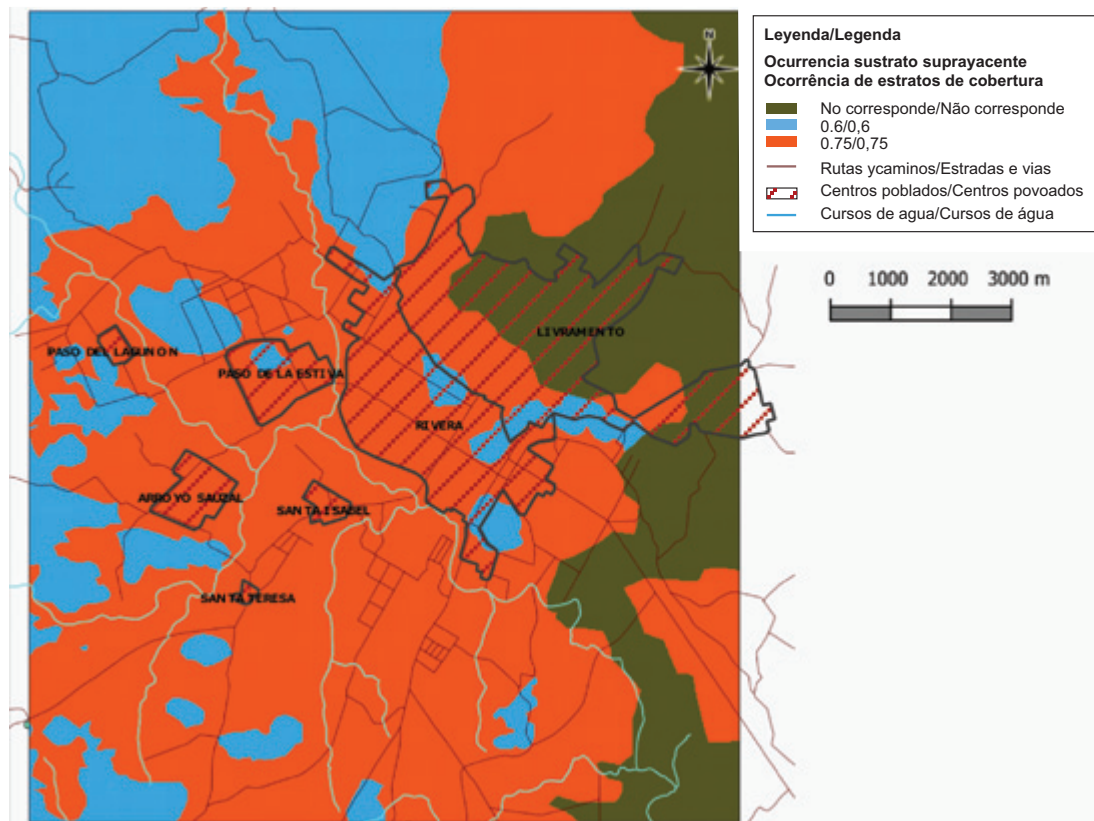 N
Leyenda/Legenda
Ocurrencia sustrato suprayacente
Ocorrência de estratos de cobertura
No corresponde/Não corresponde
0.6/0,6
0.75/0,75
Rutas ycaminos/Estradas e vias
Centros poblados/Centros povoados
Cursos de agua/Cursos de água
0 1000 2000 3000 m
LIVRAMENTO
PASO DEL LAGUNON
PASO DE LA ESTIVA
RIVERA
ARROYO SAUZAL
SANTA ISABEL
SANTA TERESA